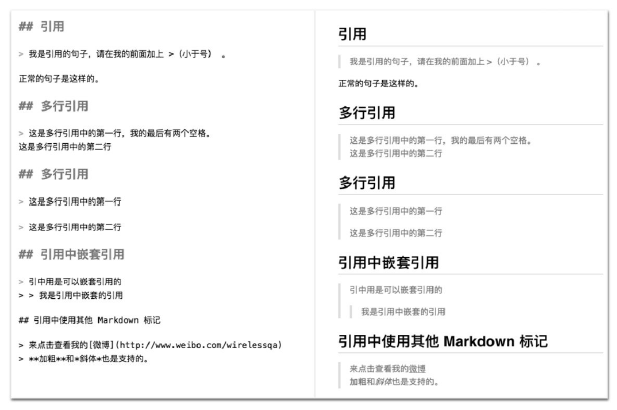 ## 引用
> 我是引用的句子，请在我的前面加上 >（小于号） 。
正常的句子是这样的。
## 多行引用
> 这是多行引用中的第一行，我的最后有两个空格。
这是多行引用中的第二行
## 多行引用
> 这是多行引用中的第一行
> 这是多行引用中的第二行
## 引用中嵌套引用
> 引中用是可以嵌套引用的
> > 我是引用中嵌套的引用
## 引用中使用其他 Markdown 标记
> 来点击查看我的[微博](http://www.weibo.com/wirelessqa)
> **加粗**和*斜体*也是支持的。
引用
我是引用的句子，请在我的前面加上 >（小于号） 。
正常的句子是这样的。
多行引用
这是多行引用中的第一行，我的最后有两个空格。
这是多行引用中的第二行
多行引用
这是多行引用中的第一行
这是多行引用中的第二行
引用中嵌套引用
引中用是可以嵌套引用的
我是引用中嵌套的引用
引用中使用其他 Markdown 标记
来点击查看我的微博
加粗和斜体也是支持的。